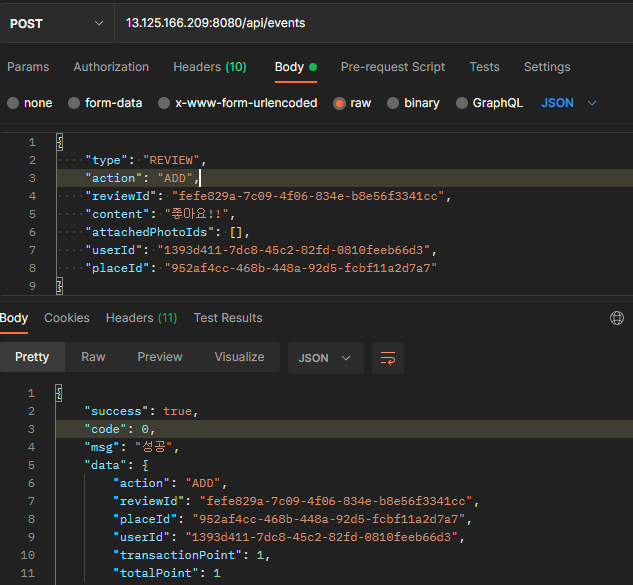 POST 13.125.166.209:8080/api/events
Params Authorization Headers (10) Body Pre-request Script Tests Settings
none form-data x-www-form-urlencoded raw binary GraphQL JSON
1 {
2 "type": "REVIEW",
3 "action": "ADD",
4 "reviewId": "fefe829a-7c09-4f06-834e-b8e56f3341cc",
5 "content": "좋아요!!",
6 "attachedPhotoIds": [],
7 "userId": "1393d411-7dc8-45c2-82fd-0810feeb66d3",
8 "placeId": "952af4cc-468b-448a-92d5-fcbf11a2d7a7"
9 }
Body Cookies Headers (11) Test Results
Pretty Raw Preview Visualize JSON
1 {
2 "success": true,
3 "code": 0,
4 "msg": "성공",
5 "data": {
6 "action": "ADD",
7 "reviewId": "fefe829a-7c09-4f06-834e-b8e56f3341cc",
8 "placeId": "952af4cc-468b-448a-92d5-fcbf11a2d7a7",
9 "userId": "1393d411-7dc8-45c2-82fd-0810feeb66d3",
10 "transactionPoint": 1,
11 "totalPoint": 1